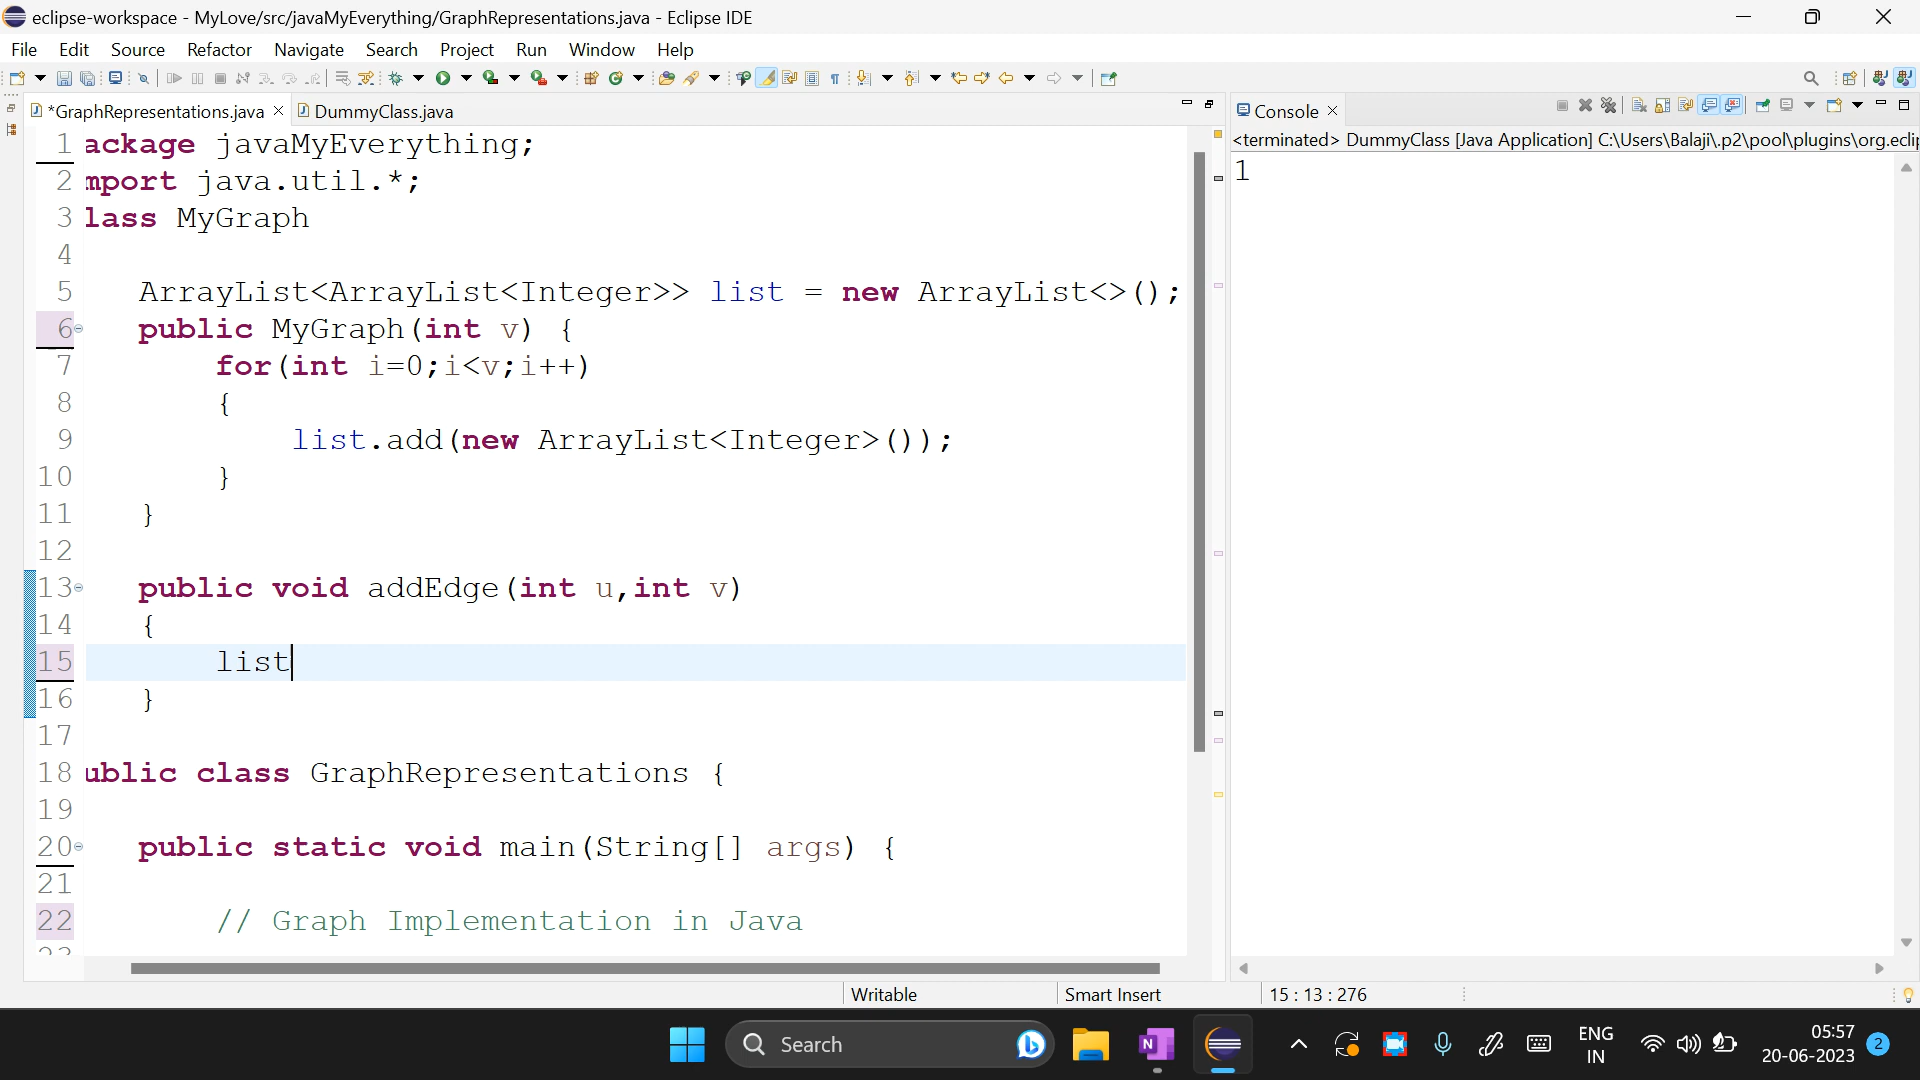 eclipse-workspace - MyLove/src/javaMyEverything/GraphRepresentations.java - Eclipse IDE
File Edit Source Refactor Navigate Search Project Run Window Help
*GraphRepresentations.java DummyClass.java
1 ackage javaMyEverything;
2 mport java.util.*;
3 lass MyGraph
4
5 ArrayList<ArrayList<Integer>> list = new ArrayList<>();
6 public MyGraph(int v) {
7 for(int i=0;i<v;i++)
8 {
9 list.add(new ArrayList<Integer>());
10 }
11 }
12
13 public void addEdge(int u,int v)
14 {
15 list
16 }
17
18 ublic class GraphRepresentations {
19
20 public static void main(String[] args) {
21
22 // Graph Implementation in Java
23
Console
<terminated> DummyClass [Java Application] C:\Users\Balaji\.p2\pool\plugins\org.eclip
1
Writable Smart Insert 15 : 13 : 276
Search
ENG
IN
05:57
20-06-2023
2